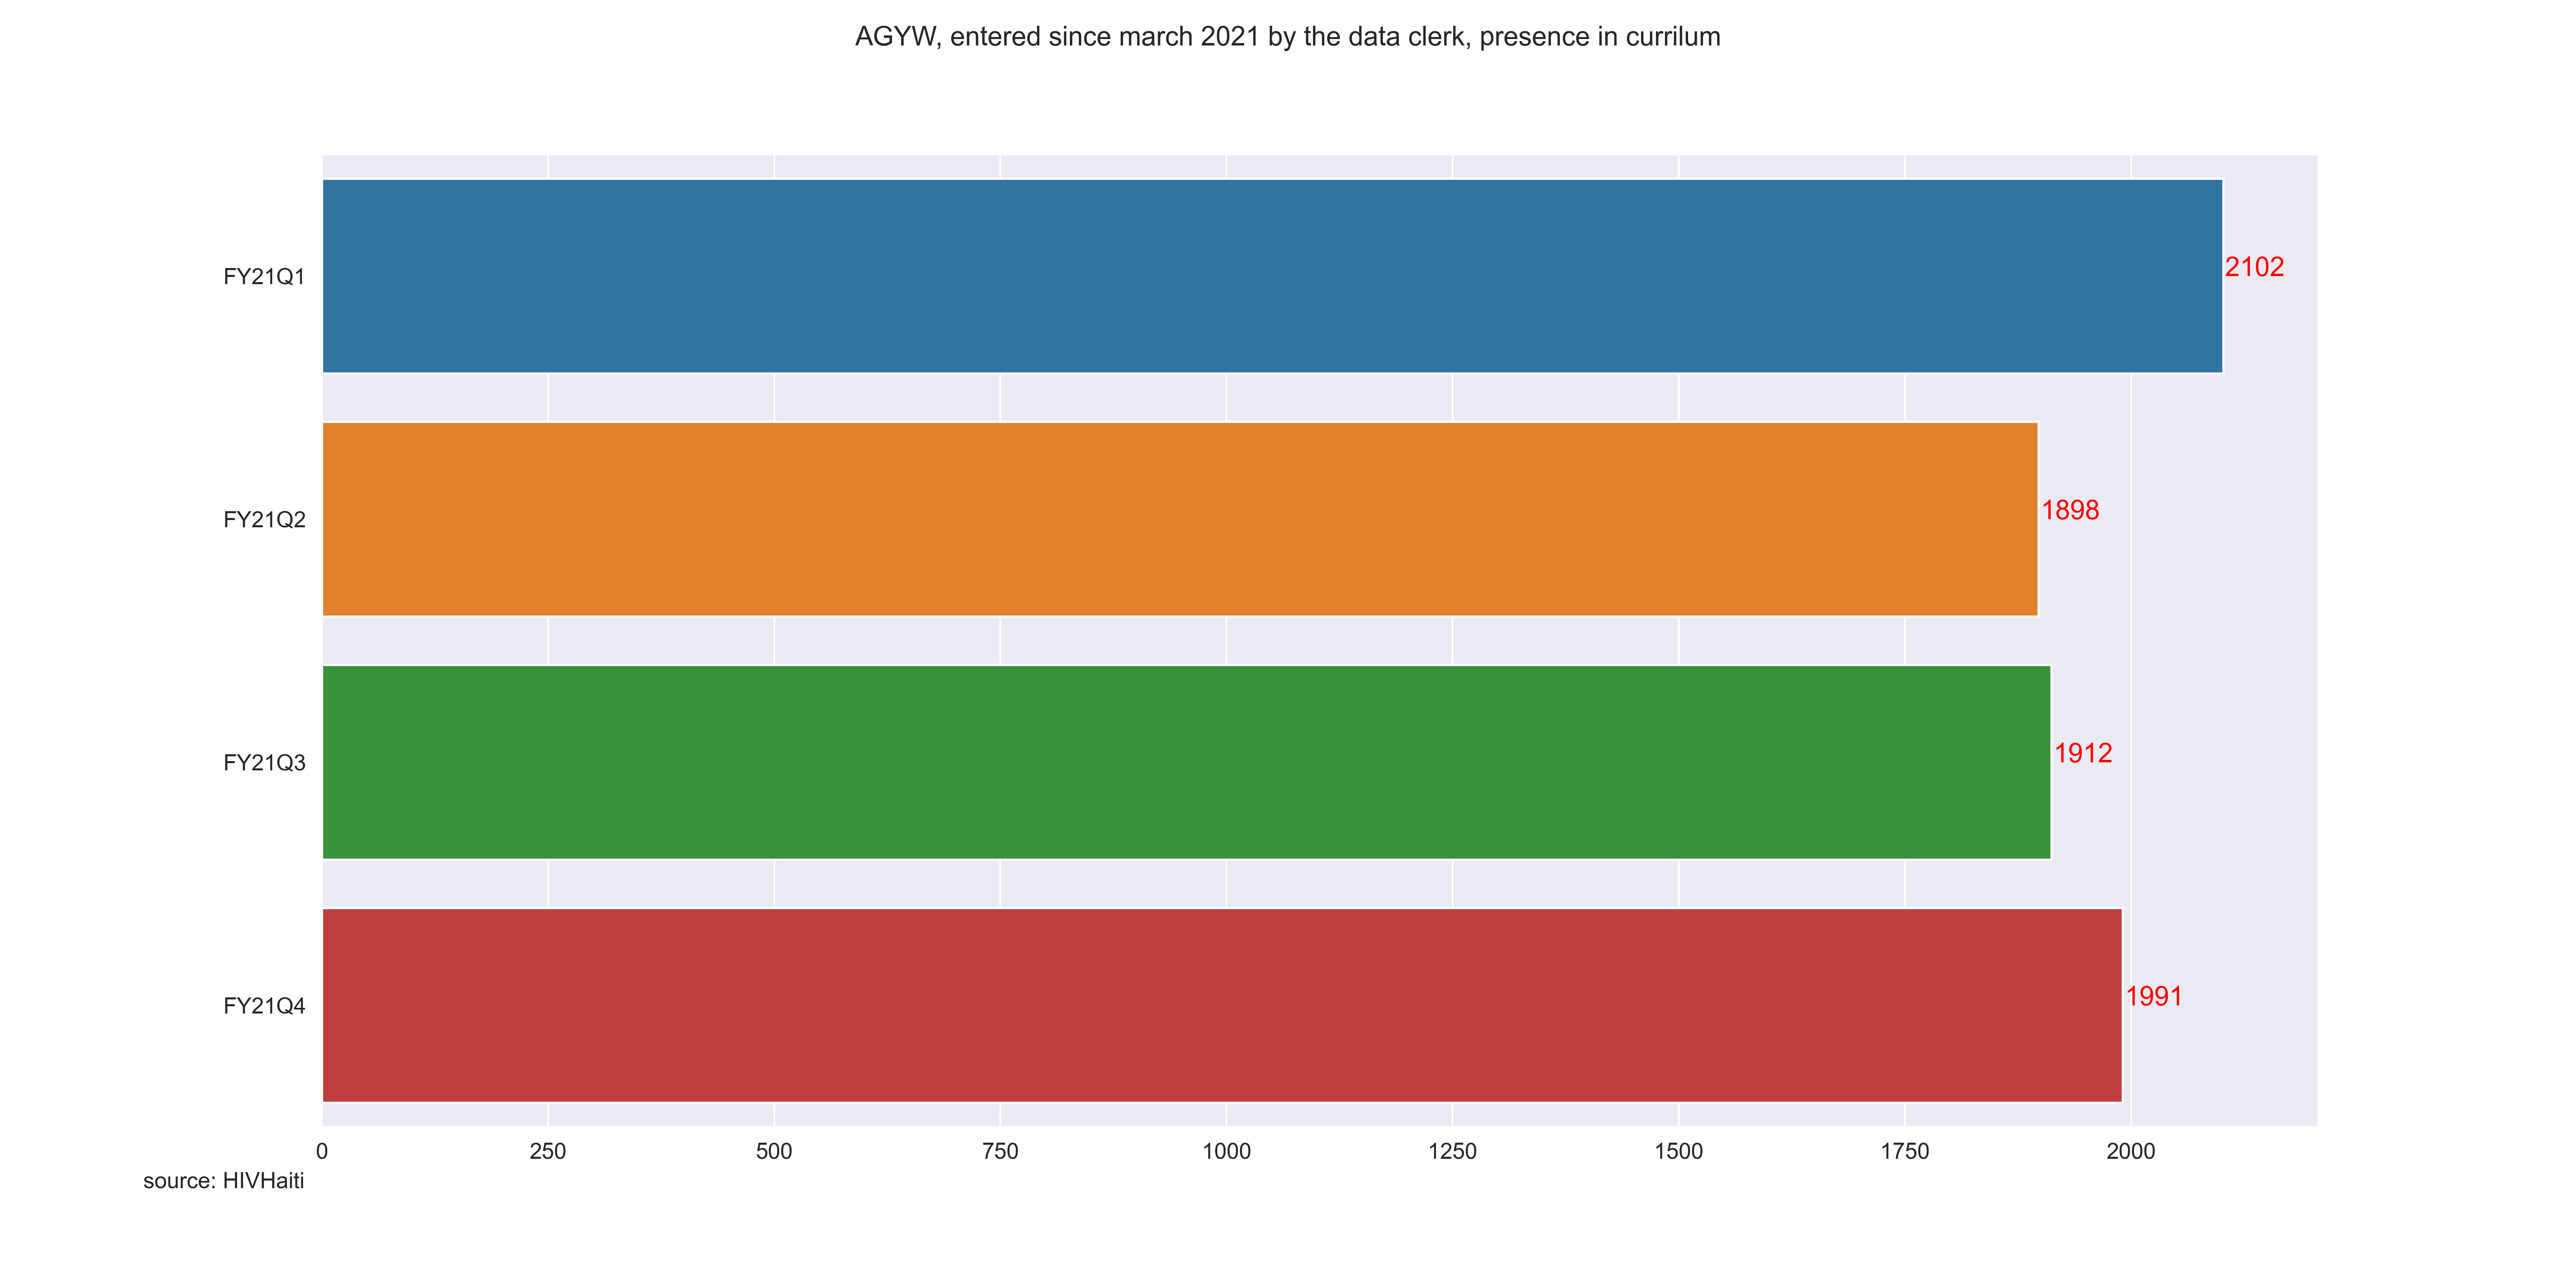 AGYW, entered since march 2021 by the data clerk, presence in currilum
FY21Q1
2102
FY21Q2
1898
FY21Q3
1912
FY21Q4
1991
0 250 500 750 1000 1250 1500 1750 2000
source: HIVHaiti